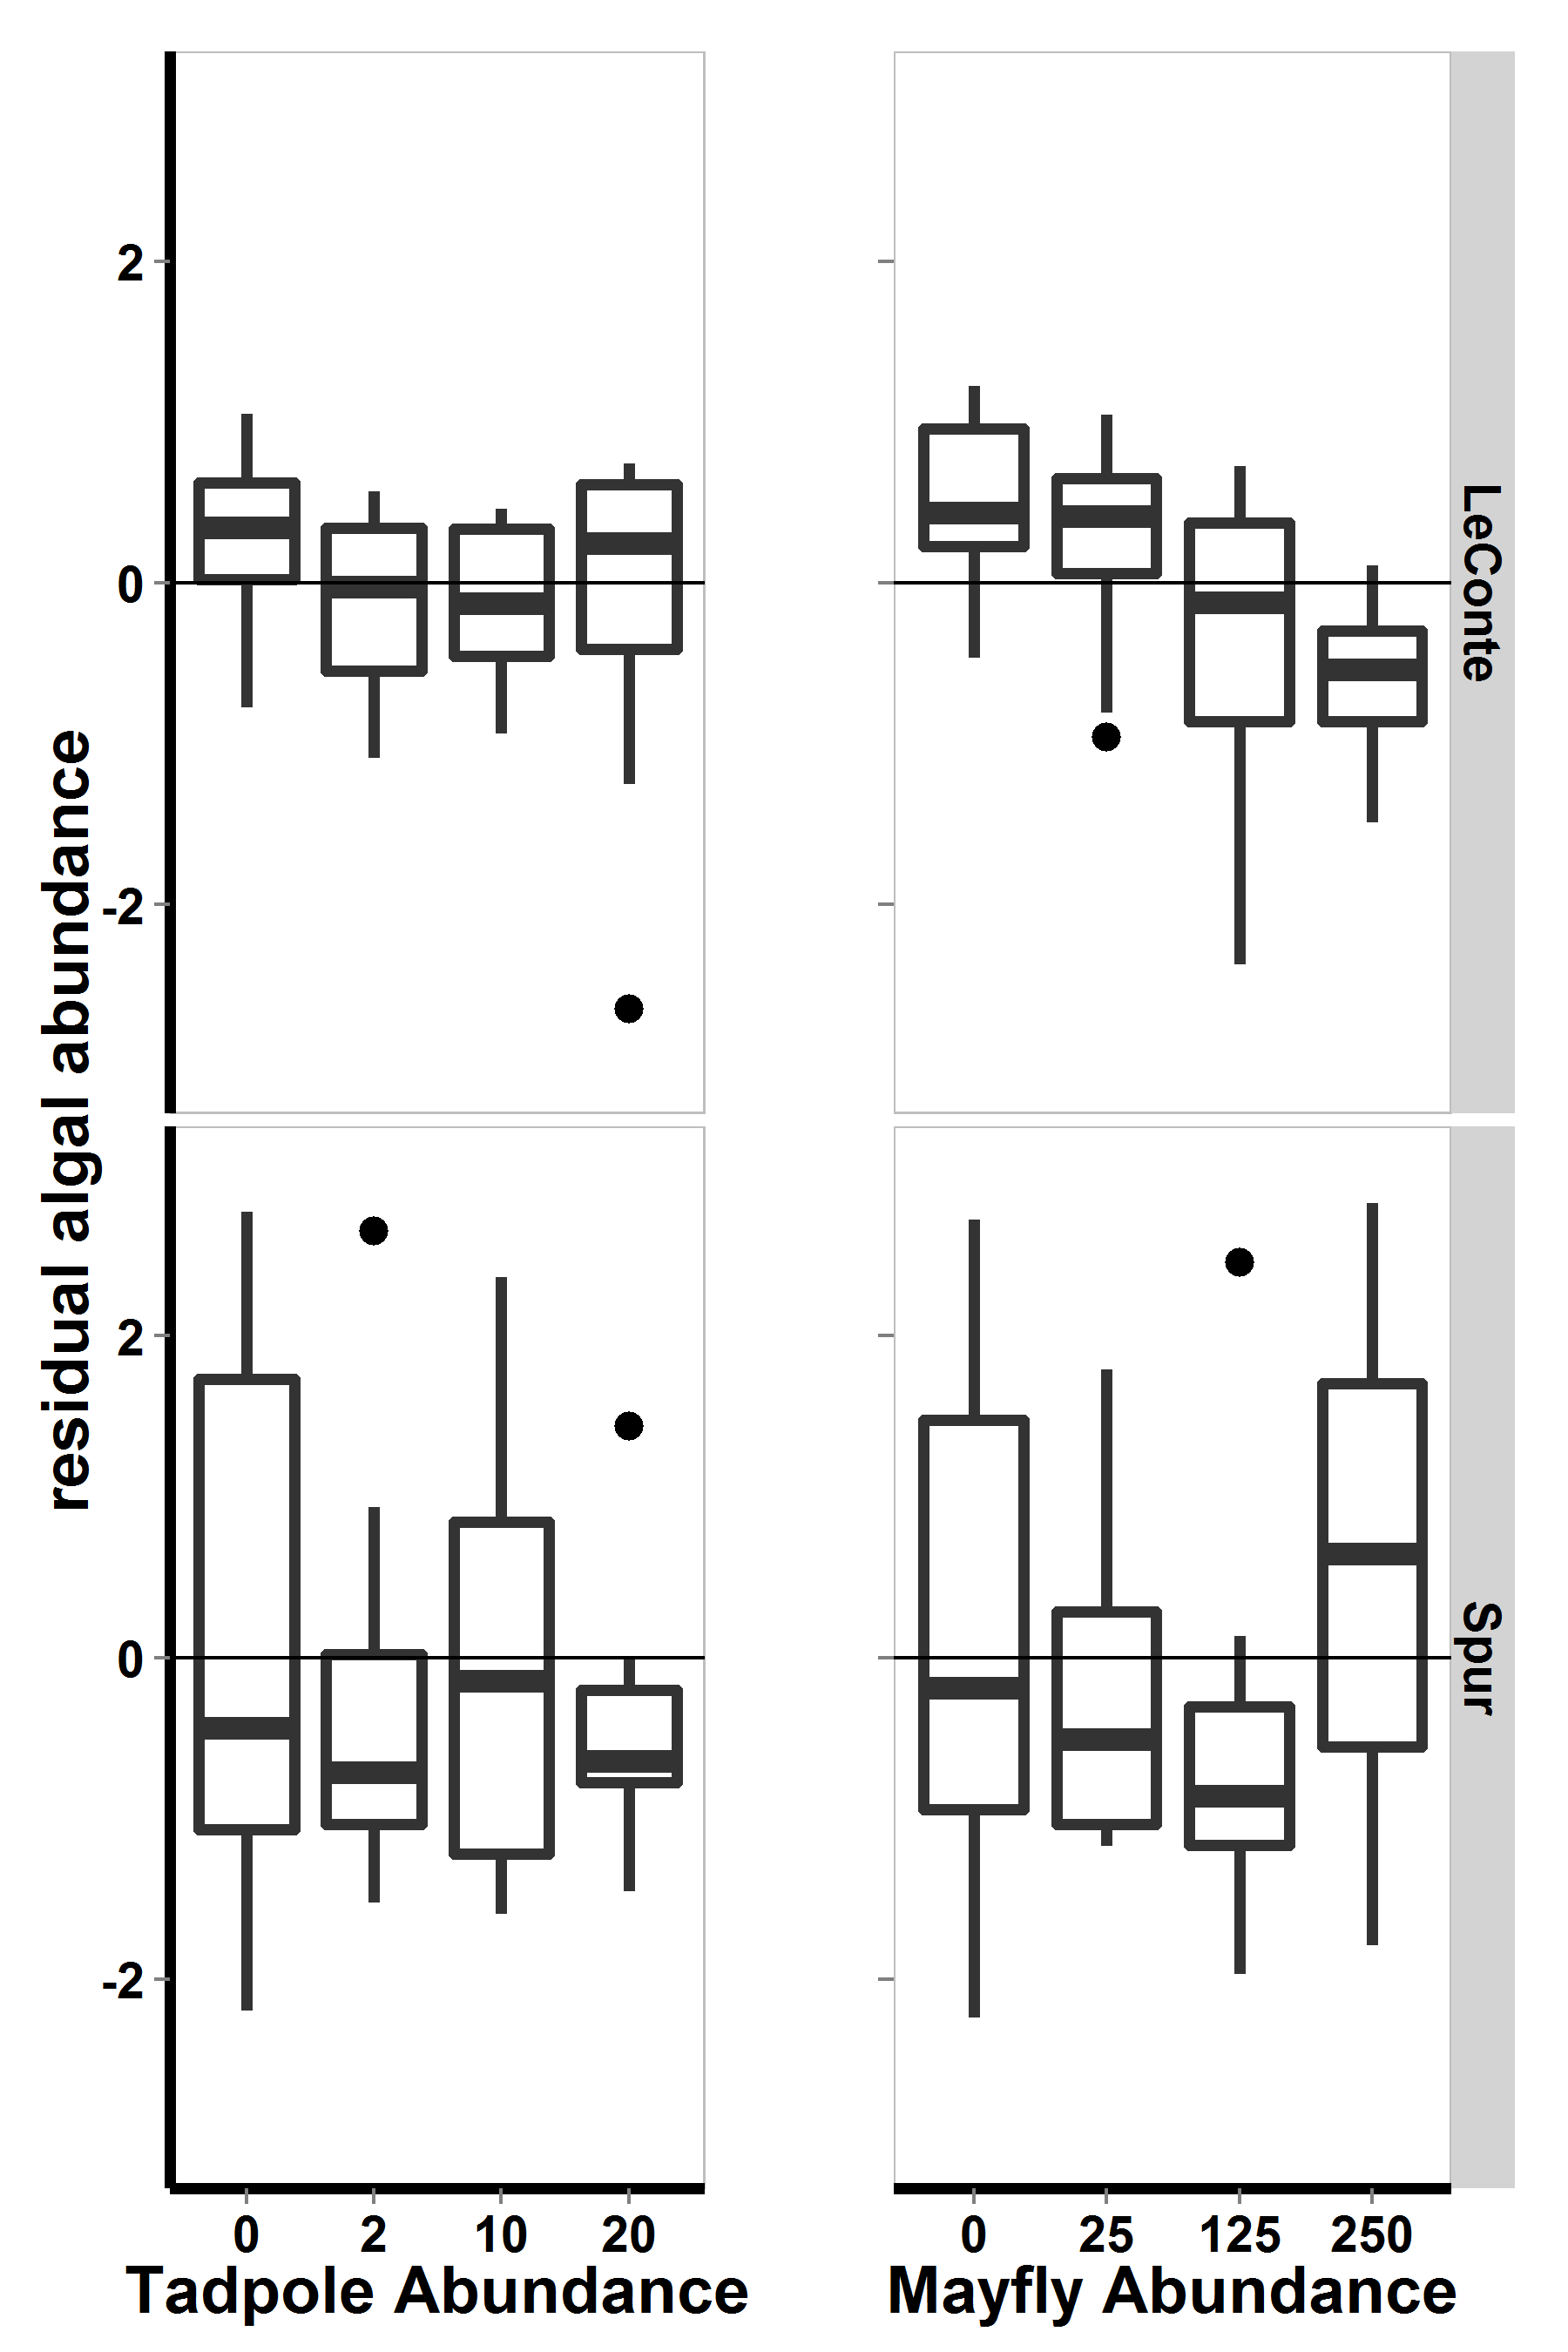 residual algal abundance
2
0
-2
LeConte
2
0
-2
Spur
0 2 10 20
0 25 125 250
Tadpole Abundance
Mayfly Abundance